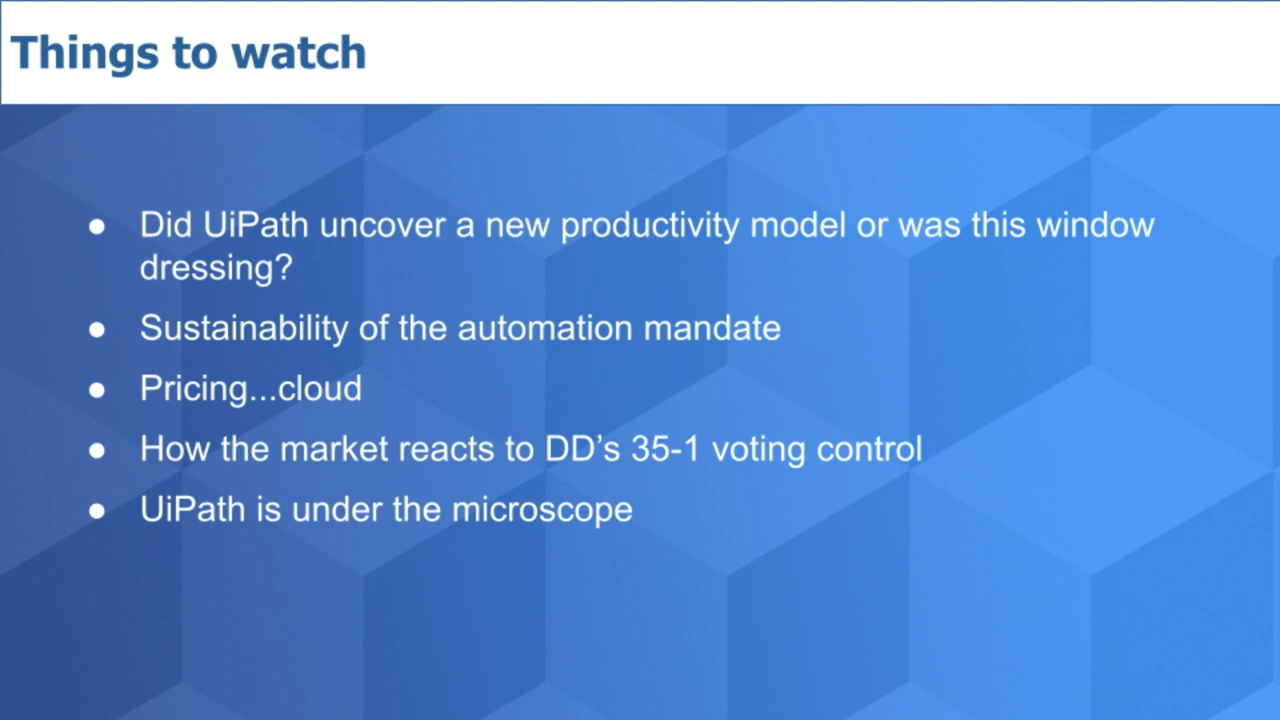 Things to watch
● Did UiPath uncover a new productivity model or was this window
dressing?
● Sustainability of the automation mandate
● Pricing...cloud
● How the market reacts to DD’s 35-1 voting control
● UiPath is under the microscope